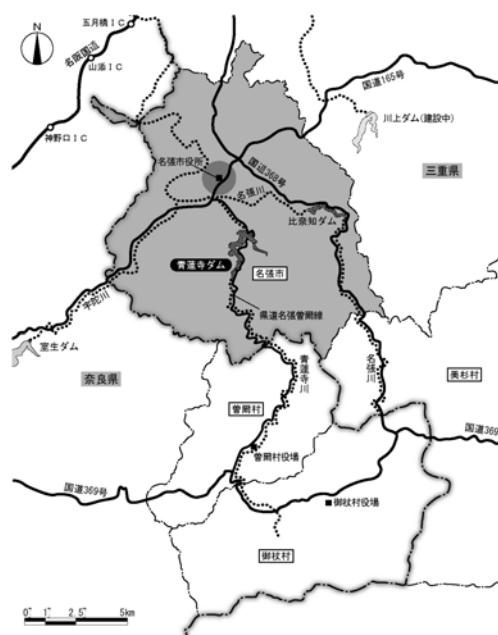 五月橋IC
名阪国道
山添IC
N
神野口IC
国道165号
川上ダム(建設中)
名張市役所
国道368号
三重県
名張川
比奈知ダム
青蓮寺ダム
名張市
宇陀川
県道名張曽爾線
室生ダム
青蓮寺川
名張川
奈良県
美杉村
曽爾村
国道369
曽爾村役場
国道369号
御杖村役場
御杖村
0 1 2.5 5km